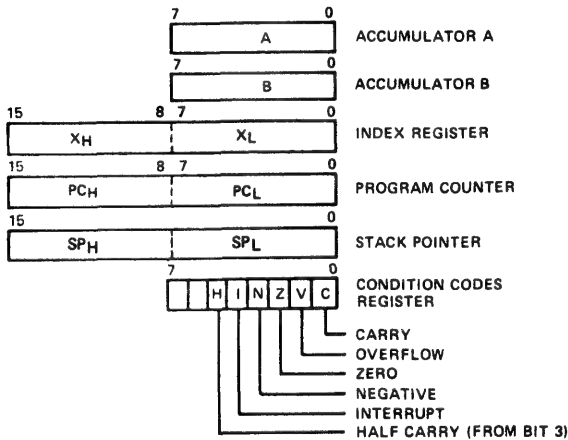 7 0
A ACCUMULATOR A
7 0
B ACCUMULATOR B
15 8 7 0
XH XL INDEX REGISTER
15 8 7 0
PCH PCL PROGRAM COUNTER
15 0
SPH SPL STACK POINTER
7 0
H I N Z V C CONDITION CODES
REGISTER
CARRY
OVERFLOW
ZERO
NEGATIVE
INTERRUPT
HALF CARRY (FROM BIT 3)